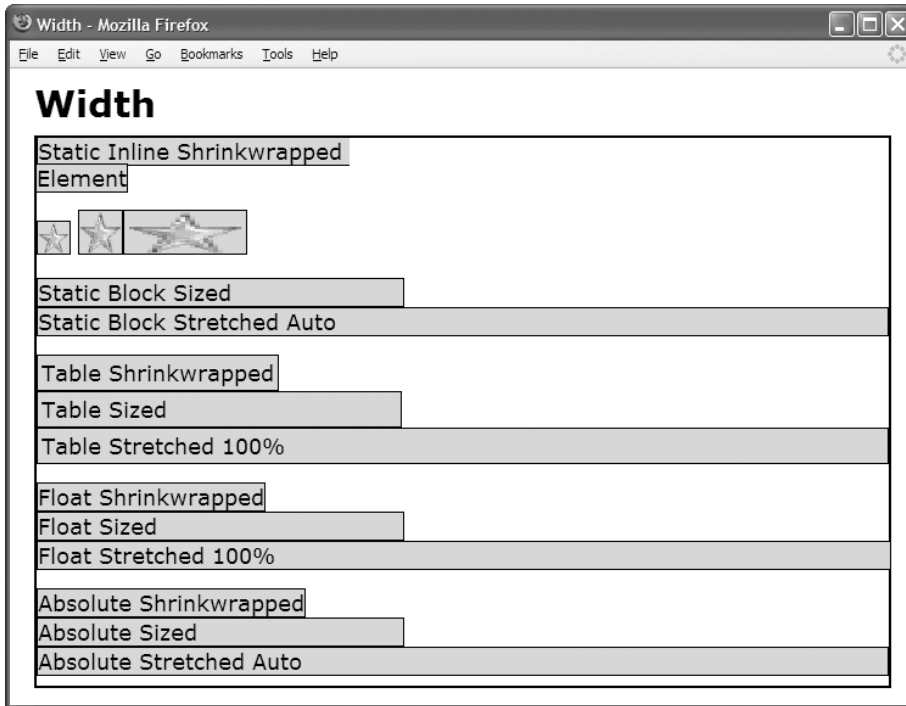 Width - Mozilla Firefox
File Edit View Go Bookmarks Tools Help
Width
Static Inline Shrinkwrapped
Element
Static Block Sized
Static Block Stretched Auto
Table Shrinkwrapped
Table Sized
Table Stretched 100%
Float Shrinkwrapped
Float Sized
Float Stretched 100%
Absolute Shrinkwrapped
Absolute Sized
Absolute Stretched Auto